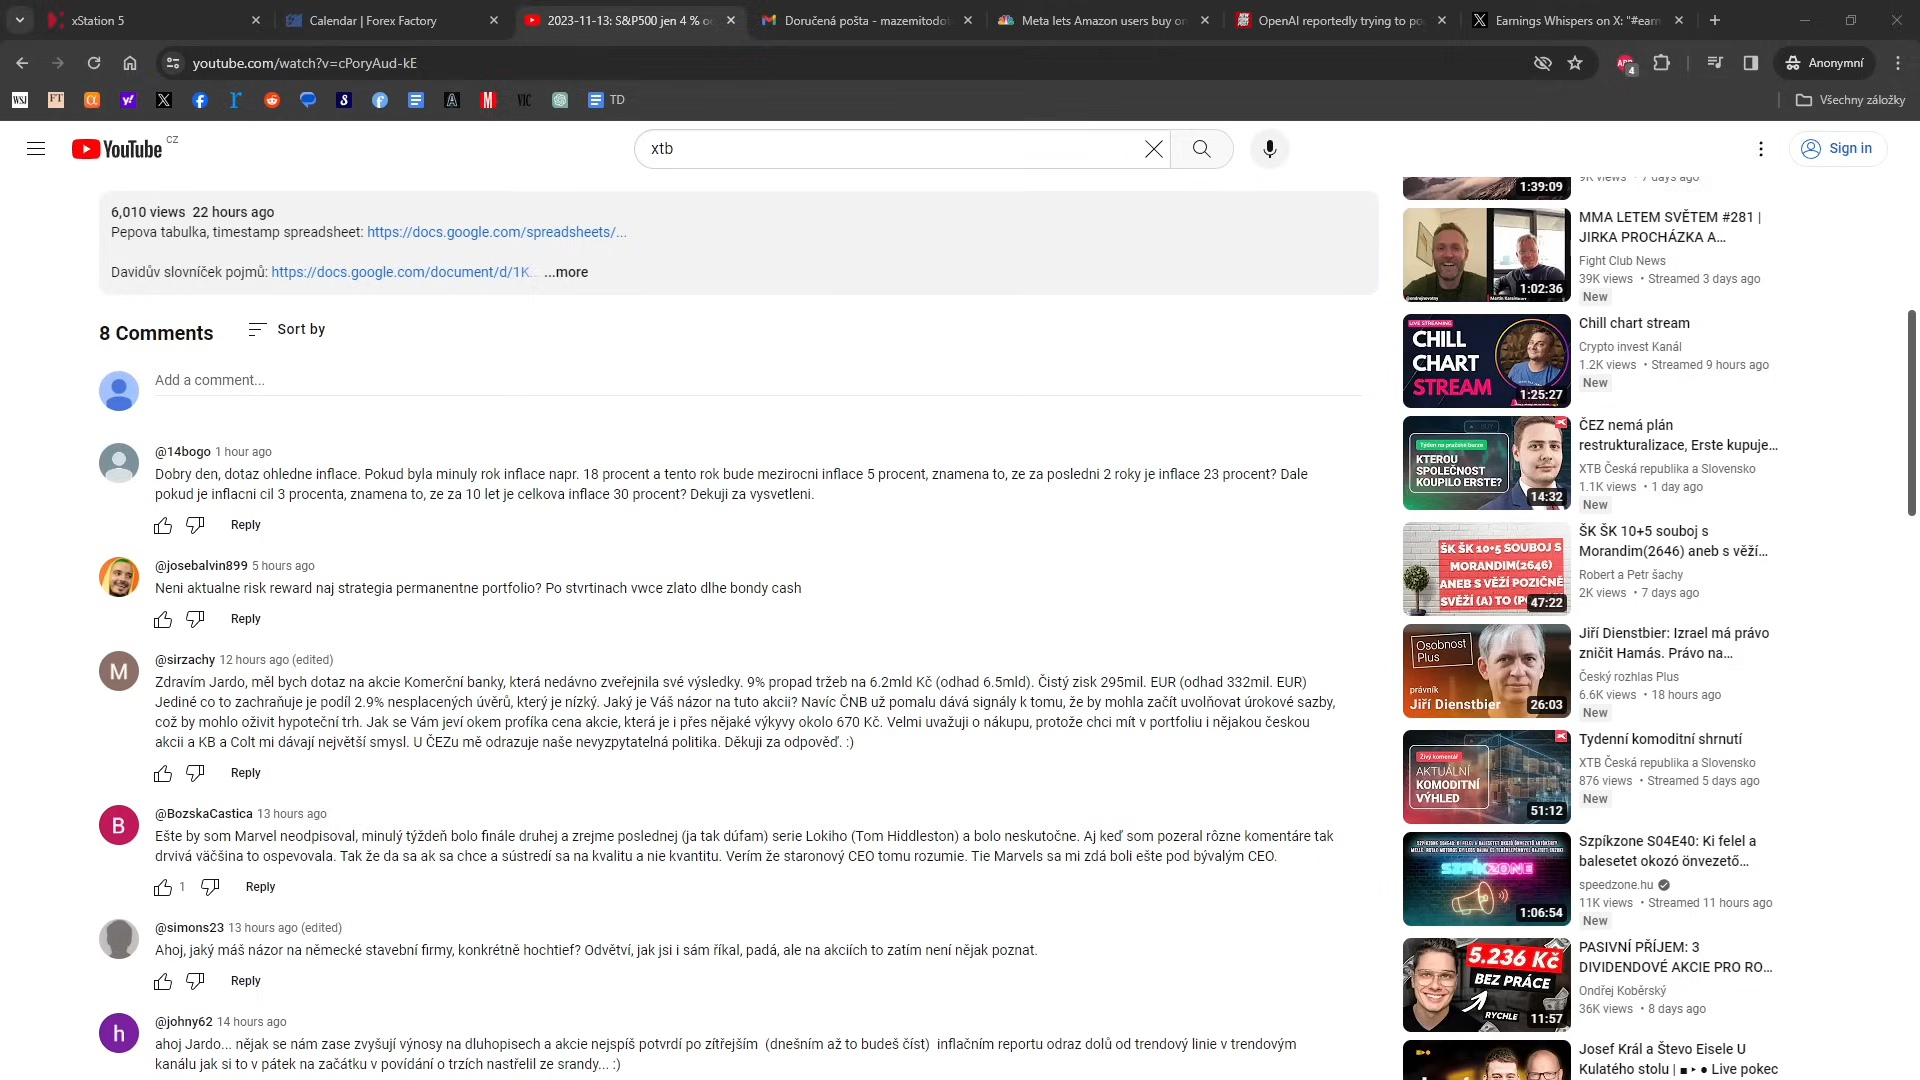 xStation 5
Calendar | Forex Factory
2023-11-13: S&P500 jen 4 % o
Doručená pošta - mazemitodo
Meta lets Amazon users buy on
OpenAI reportedly trying to po
Earnings Whispers on X: "#earn
youtube.com/watch?v=cPoryAud-kE
4
Anonymní
WSJ
FT
TD
Všechny záložky
YouTube CZ
xtb
Sign in
6,010 views 22 hours ago
Pepova tabulka, timestamp spreadsheet: https://docs.google.com/spreadsheets/...
Davidův slovníček pojmů: https://docs.google.com/document/d/1K... ...more
8 Comments
Sort by
Add a comment...
@14bogo 1 hour ago
Dobry den, dotaz ohledne inflace. Pokud byla minuly rok inflace napr. 18 procent a tento rok bude mezirocni inflace 5 procent, znamena to, ze za posledni 2 roky je inflace 23 procent? Dale
pokud je inflacni cil 3 procenta, znamena to, ze za 10 let je celkova inflace 30 procent? Dekuji za vysvetleni.
Reply
@josebalvin899 5 hours ago
Neni aktualne risk reward naj strategia permanentne portfolio? Po stvrtinach vwce zlato dlhe bondy cash
Reply
M
@sirzachy 12 hours ago (edited)
Zdravím Jardo, měl bych dotaz na akcie Komerční banky, která nedávno zveřejnila své výsledky. 9% propad tržeb na 6.2mld Kč (odhad 6.5mld). Čistý zisk 295mil. EUR (odhad 332mil. EUR)
Jediné co to zachraňuje je podíl 2.9% nesplacených úvěrů, který je nízký. Jaký je Váš názor na tuto akcii? Navíc ČNB už pomalu dává signály k tomu, že by mohla začít uvolňovat úrokové sazby,
což by mohlo oživit hypoteční trh. Jak se Vám jeví okem profíka cena akcie, která je i přes nějaké výkyvy okolo 670 Kč. Velmi uvažuji o nákupu, protože chci mít v portfoliu i nějakou českou
akcii a KB a Colt mi dávají největší smysl. U ČEZu mě odrazuje naše nevyzpytatelná politika. Děkuji za odpověď. :)
Reply
B
@BozskaCastica 13 hours ago
Ešte by som Marvel neodpisoval, minulý týždeň bolo finále druhej a zrejme poslednej (ja tak dúfam) serie Lokiho (Tom Hiddleston) a bolo neskutočne. Aj keď som pozeral rôzne komentáre tak
drvivá väčšina to ospevovala. Tak že da sa ak sa chce a sústredí sa na kvalitu a nie kvantitu. Verím že staronový CEO tomu rozumie. Tie Marvels sa mi zdá boli ešte pod bývalým CEO.
1
Reply
@simons23 13 hours ago (edited)
Ahoj, jaký máš názor na německé stavební firmy, konkrétně hochtief? Odvětví, jak jsi i sám říkal, padá, ale na akciích to zatím není nějak poznat.
Reply
h
@johny62 14 hours ago
ahoj Jardo... nějak se nám zase zvyšují výnosy na dluhopisech a akcie nejspíš potvrdí po zítřejším (dnešním až to budeš číst) inflačním reportu odraz dolů od trendový linie v trendovým
kanálu jak si to v pátek na začátku v povídání o trzích nastřelil ze srandy... :)
1:39:09
9K views • 7 days ago
1:02:36
MMA LETEM SVĚTEM #281 |
JIRKA PROCHÁZKA A...
Fight Club News
39K views • Streamed 3 days ago
New
LIVE STREAMING
CHILL
CHART
STREAM
1:25:27
Chill chart stream
Crypto invest Kanál
1.2K views • Streamed 9 hours ago
New
Týden na pražské burze
KTEROU
SPOLEČNOST
KOUPILO ERSTE?
14:32
ČEZ nemá plán
restrukturalizace, Erste kupuje...
XTB Česká republika a Slovensko
1.1K views • 1 day ago
New
ŠK ŠK 10+5 SOUBOJ S
MORANDIM(2646)
ANEB S VĚŽÍ POZIČNĚ
SVĚŽÍ (A) TO (PO
47:22
ŠK ŠK 10+5 souboj s
Morandim(2646) aneb s věží...
Robert a Petr šachy
2K views • 7 days ago
Osobnost
Plus
právník
Jiří Dienstbier
26:03
Jiří Dienstbier: Izrael má právo
zničit Hamás. Právo na...
Český rozhlas Plus
6.6K views • 18 hours ago
New
Živý komentář
AKTUÁLNÍ
KOMODITNÍ
VÝHLED
51:12
Tydenní komoditní shrnutí
XTB Česká republika a Slovensko
876 views • Streamed 5 days ago
New
SZPÍKZONE
1:06:54
Szpíkzone S04E40: Ki felel a
balesetet okozó önvezető...
speedzone.hu
11K views • Streamed 11 hours ago
New
5.236 Kč
BEZ PRÁCE
RYCHLE
11:57
PASIVNÍ PŘÍJEM: 3
DIVIDENDOVÉ AKCIE PRO RO...
Ondřej Koběrský
36K views • 8 days ago
Josef Král a Števo Eisele U
Kulatého stolu | ■ ▸ ● Live pokec